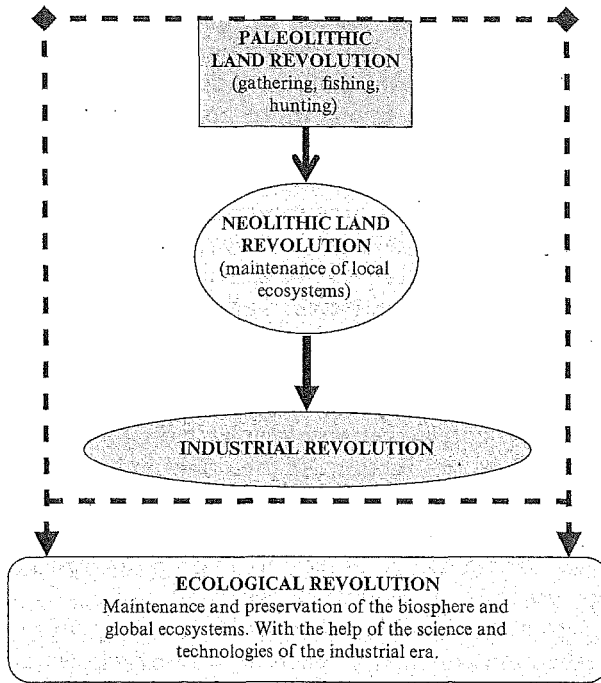 PALEOLITHIC
LAND REVOLUTION
(gathering, fishing,
hunting)
NEOLITHIC LAND
REVOLUTION
(maintenance of local
ecosystems)
INDUSTRIAL REVOLUTION
ECOLOGICAL REVOLUTION
Maintenance and preservation of the biosphere and
global ecosystems. With the help of the science and
technologies of the industrial era.